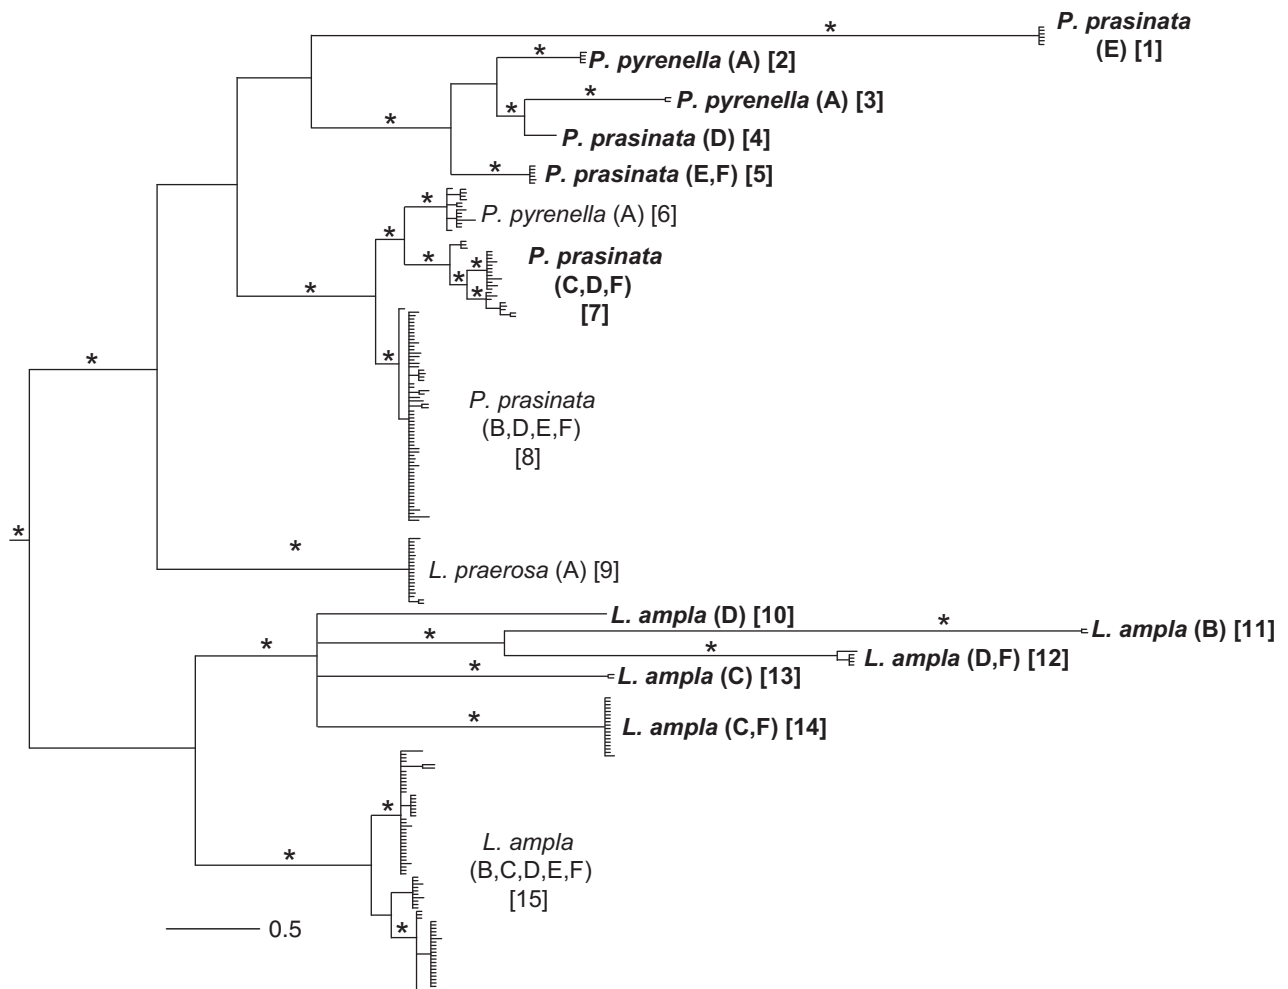 *
P. prasinata
(E) [1]
*
P. pyrenella (A) [2]
*
P. pyrenella (A) [3]
*
*
P. prasinata (D) [4]
*
P. prasinata (E,F) [5]
*
P. pyrenella (A) [6]
*
*
P. prasinata
(C,D,F)
[7]
*
*
*
*
*
*
*
P. prasinata
(B,D,E,F)
[8]
*
*
L. praerosa (A) [9]
L. ampla (D) [10]
*
L. ampla (B) [11]
*
*
*
L. ampla (D,F) [12]
*
L. ampla (C) [13]
*
L. ampla (C,F) [14]
*
L. ampla
(B,C,D,E,F)
[15]
*
*
0.5